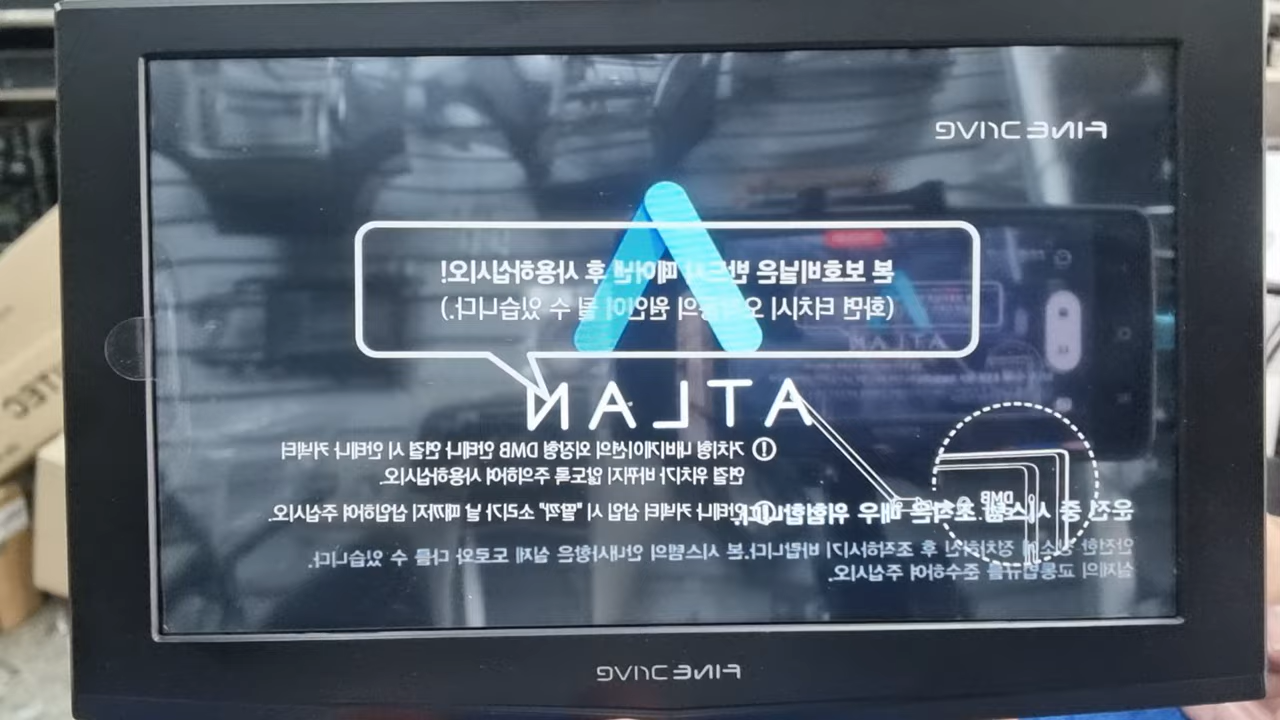 FINEDRIVE
본 보호비닐은 반드시 떼어낸 후 사용하십시오!
(화면 터치시 오작동의 원인이 될 수 있습니다.)
ATLAN
거치형 내비게이션의 외장형 DMB 안테나 연결 시 안테나 커넥터
연결 위치가 바뀌지 않도록 주의하여 사용하십시오.
안테나 커넥터 삽입 시 "딸깍" 소리가 날 때까지 삽입하여 주십시오.
DMB
운전 중 시스템 조작은 매우 위험합니다.
안전한 장소에 정차하신 후 조작하시기 바랍니다.본 시스템의 안내사항은 실제 도로와 다를 수 있습니다.
실제의 교통법규를 준수하여 주십시오.
FINEDRIVE
TEC